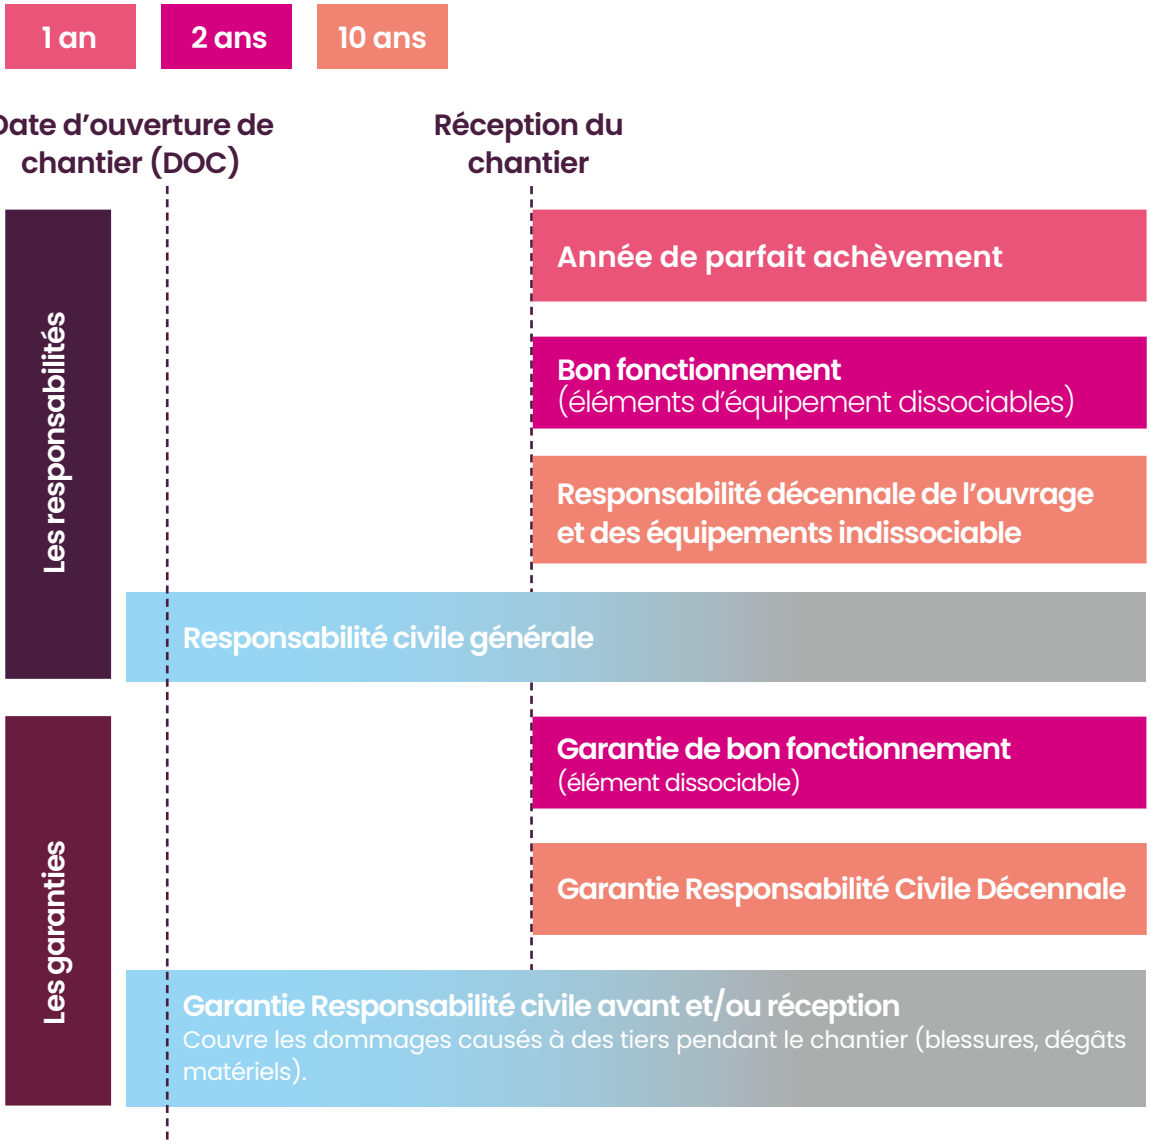 1 an
2 ans
10 ans
Date d’ouverture de
chantier (DOC)
Réception du
chantier
Les responsabilités
Année de parfait achèvement
Bon fonctionnement
(éléments d’équipement dissociables)
Responsabilité décennale de l’ouvrage
et des équipements indissociable
Responsabilité civile générale
Les garanties
Garantie de bon fonctionnement
(élément dissociable)
Garantie Responsabilité Civile Décennale
Garantie Responsabilité civile avant et/ou réception
Couvre les dommages causés à des tiers pendant le chantier (blessures, dégâts
matériels).